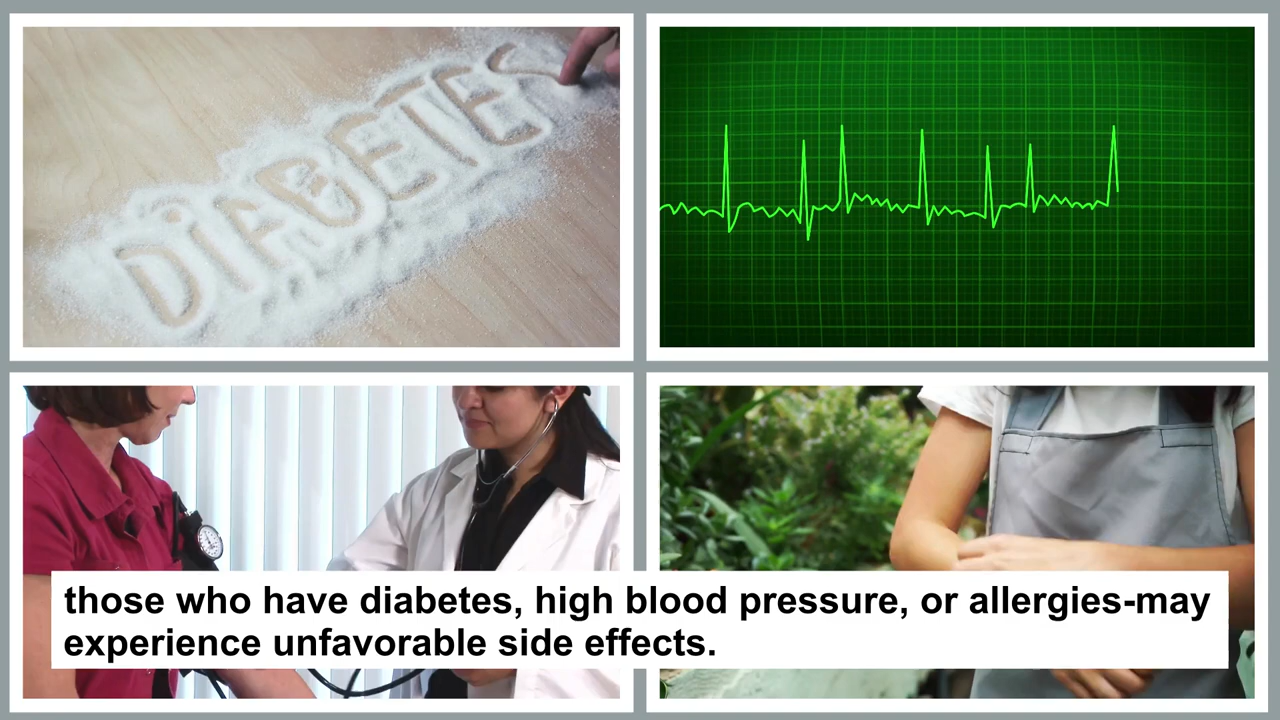 DiABETES
those who have diabetes, high blood pressure, or allergies-may
experience unfavorable side effects.